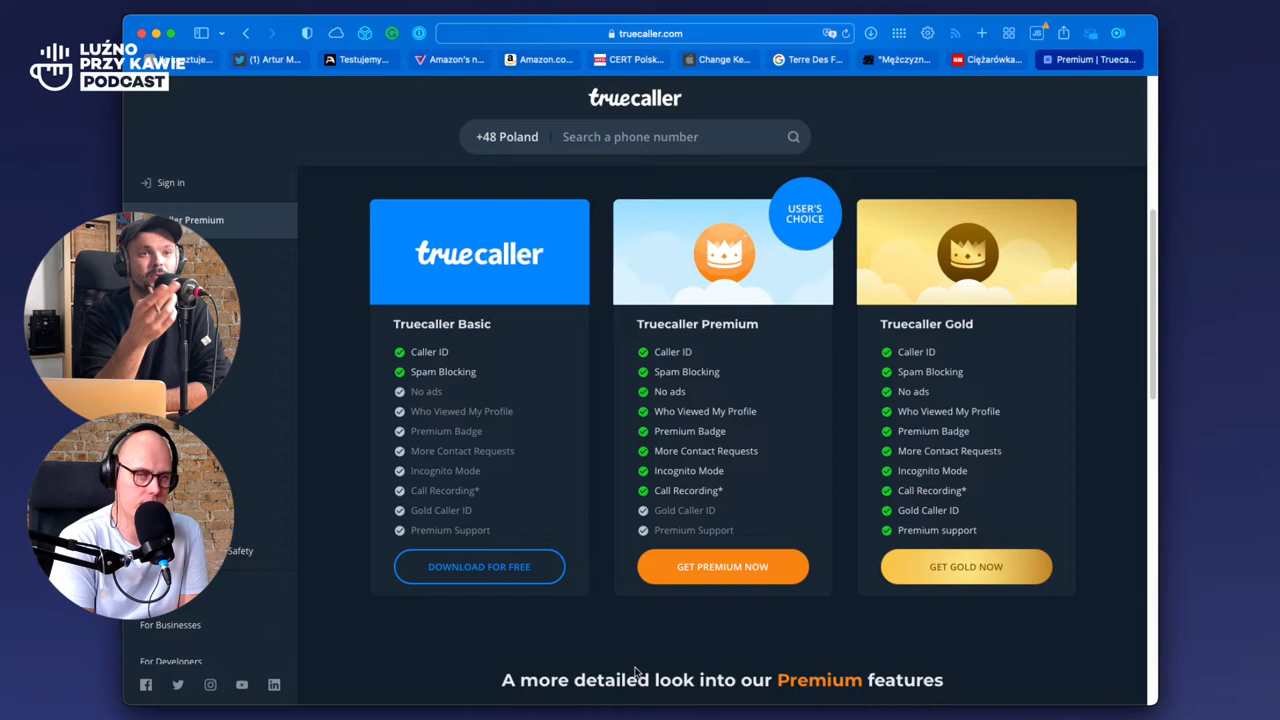 LUŹNO
PRZY KAWIE
PODCAST
truecaller.com
(1) Artur M...
Testujemy...
Amazon's n...
Amazon.co...
CERT Polsk...
Change Ke...
Terre Des F...
"Mężczyzn...
Ciężarówka...
Premium | Trueca...
truecaller
+48 Poland
Search a phone number
Sign in
ller Premium
Safety
For Businesses
For Developers
truecaller
Truecaller Basic
Caller ID
Spam Blocking
No ads
Who Viewed My Profile
Premium Badge
More Contact Requests
Incognito Mode
Call Recording*
Gold Caller ID
Premium Support
DOWNLOAD FOR FREE
USER'S
CHOICE
Truecaller Premium
Caller ID
Spam Blocking
No ads
Who Viewed My Profile
Premium Badge
More Contact Requests
Incognito Mode
Call Recording*
Gold Caller ID
Premium Support
GET PREMIUM NOW
Truecaller Gold
Caller ID
Spam Blocking
No ads
Who Viewed My Profile
Premium Badge
More Contact Requests
Incognito Mode
Call Recording*
Gold Caller ID
Premium support
GET GOLD NOW
A more detailed look into our Premium features